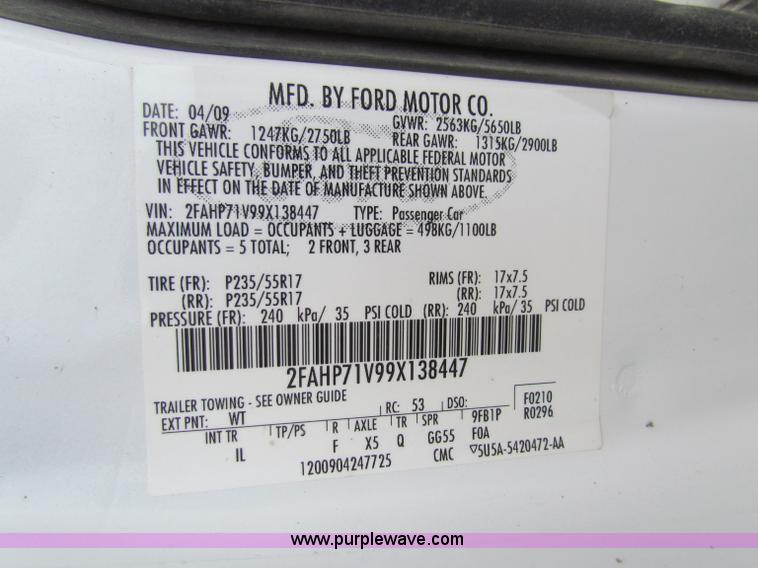 MFD. BY FORD MOTOR CO.
DATE: 04/09 GVWR: 2563KG/5650LB
FRONT GAWR: 1247KG/2750LB REAR GAWR: 1315KG/2900LB
THIS VEHICLE CONFORMS TO ALL APPLICABLE FEDERAL MOTOR
VEHICLE SAFETY, BUMPER, AND THEFT PREVENTION STANDARDS
IN EFFECT ON THE DATE OF MANUFACTURE SHOWN ABOVE.
VIN: 2FAHP71V99X138447 TYPE: Passenger Car
MAXIMUM LOAD = OCCUPANTS + LUGGAGE = 498KG/1100LB
OCCUPANTS = 5 TOTAL; 2 FRONT, 3 REAR
TIRE (FR): P235/55R17 RIMS (FR): 17x7.5
(RR): P235/55R17 (RR): 17x7.5
PRESSURE (FR): 240 kPa/ 35 PSI COLD (RR): 240 kPa/ 35 PSI COLD
2FAHP71V99X138447
TRAILER TOWING - SEE OWNER GUIDE
EXT PNT: WT RC: 53 DSO: F0210
INT TR TP/PS R AXLE TR SPR 9FB1P R0296
IL F X5 Q GG55 F0A
1200904247725 CMC ▽5U5A-5420472-AA
www.purplewave.com